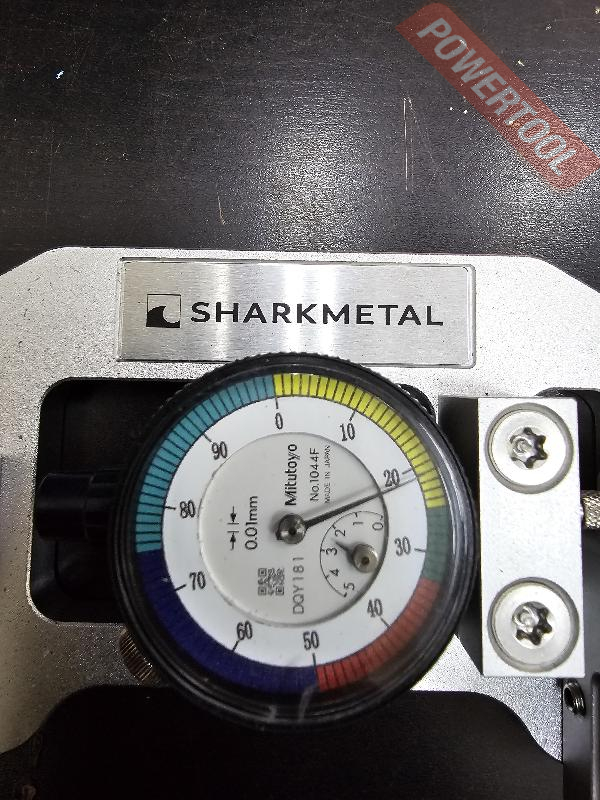 POWERTOOL
SHARKMETAL
0
10
20
30
40
50
60
70
80
90
0.01mm
Mitutoyo
No.1044F
MADE IN JAPAN
DQY181
0
1
2
3
4
5